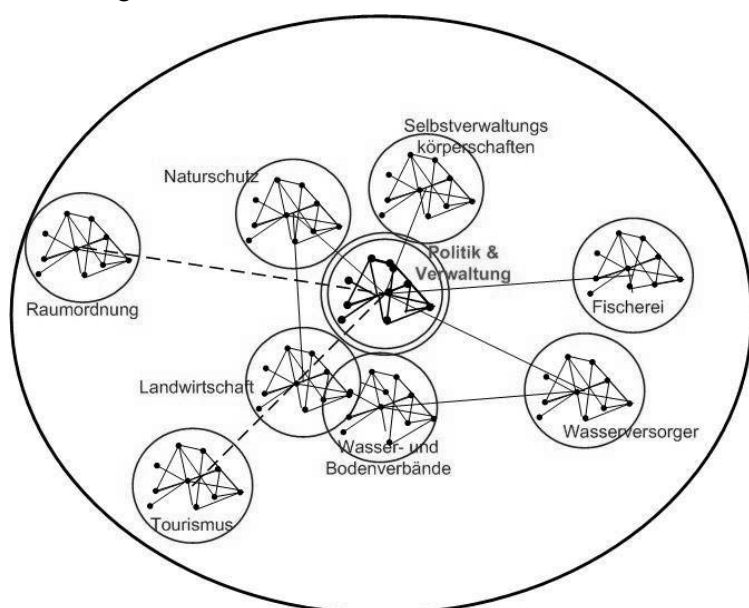 Selbstverwaltungs
körperschaften
Naturschutz
Politik &
Verwaltung
Raumordnung
Fischerei
Landwirtschaft
Wasserversorger
Wasser- und
Bodenverbände
Tourismus